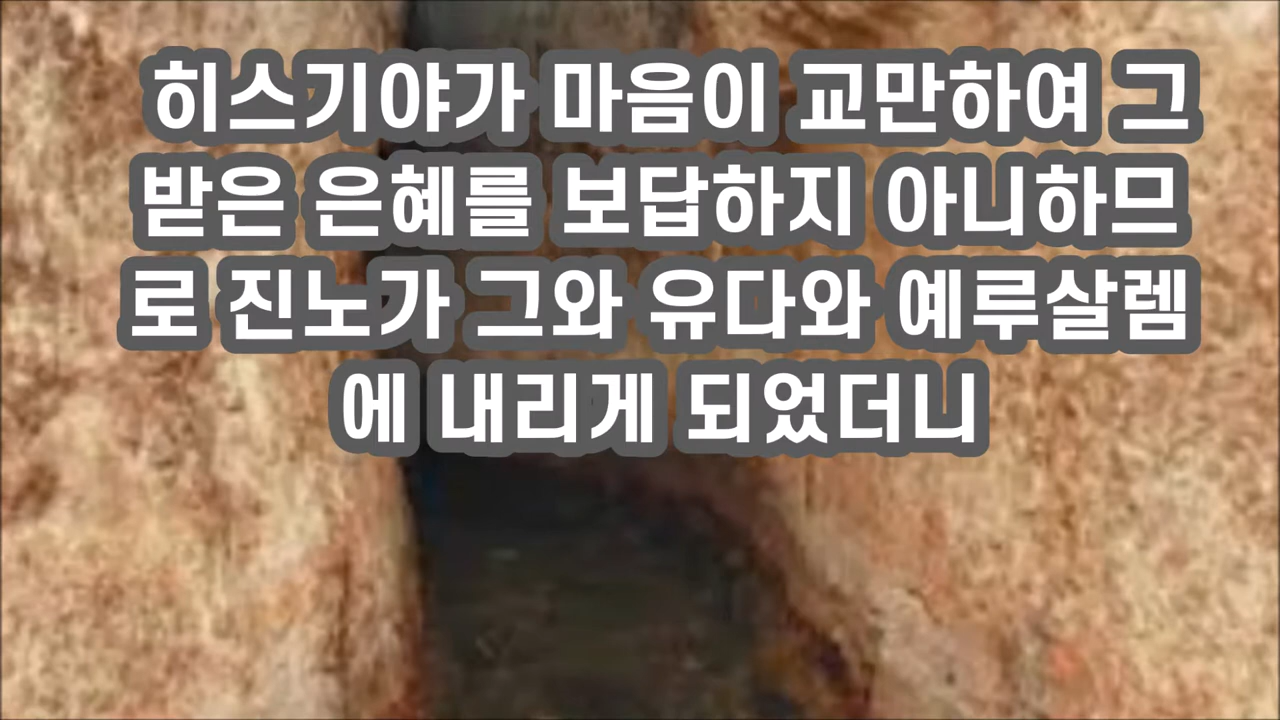 히스기야가 마음이 교만하여 그
받은 은혜를 보답하지 아니하므
로 진노가 그와 유다와 예루살렘
에 내리게 되었더니